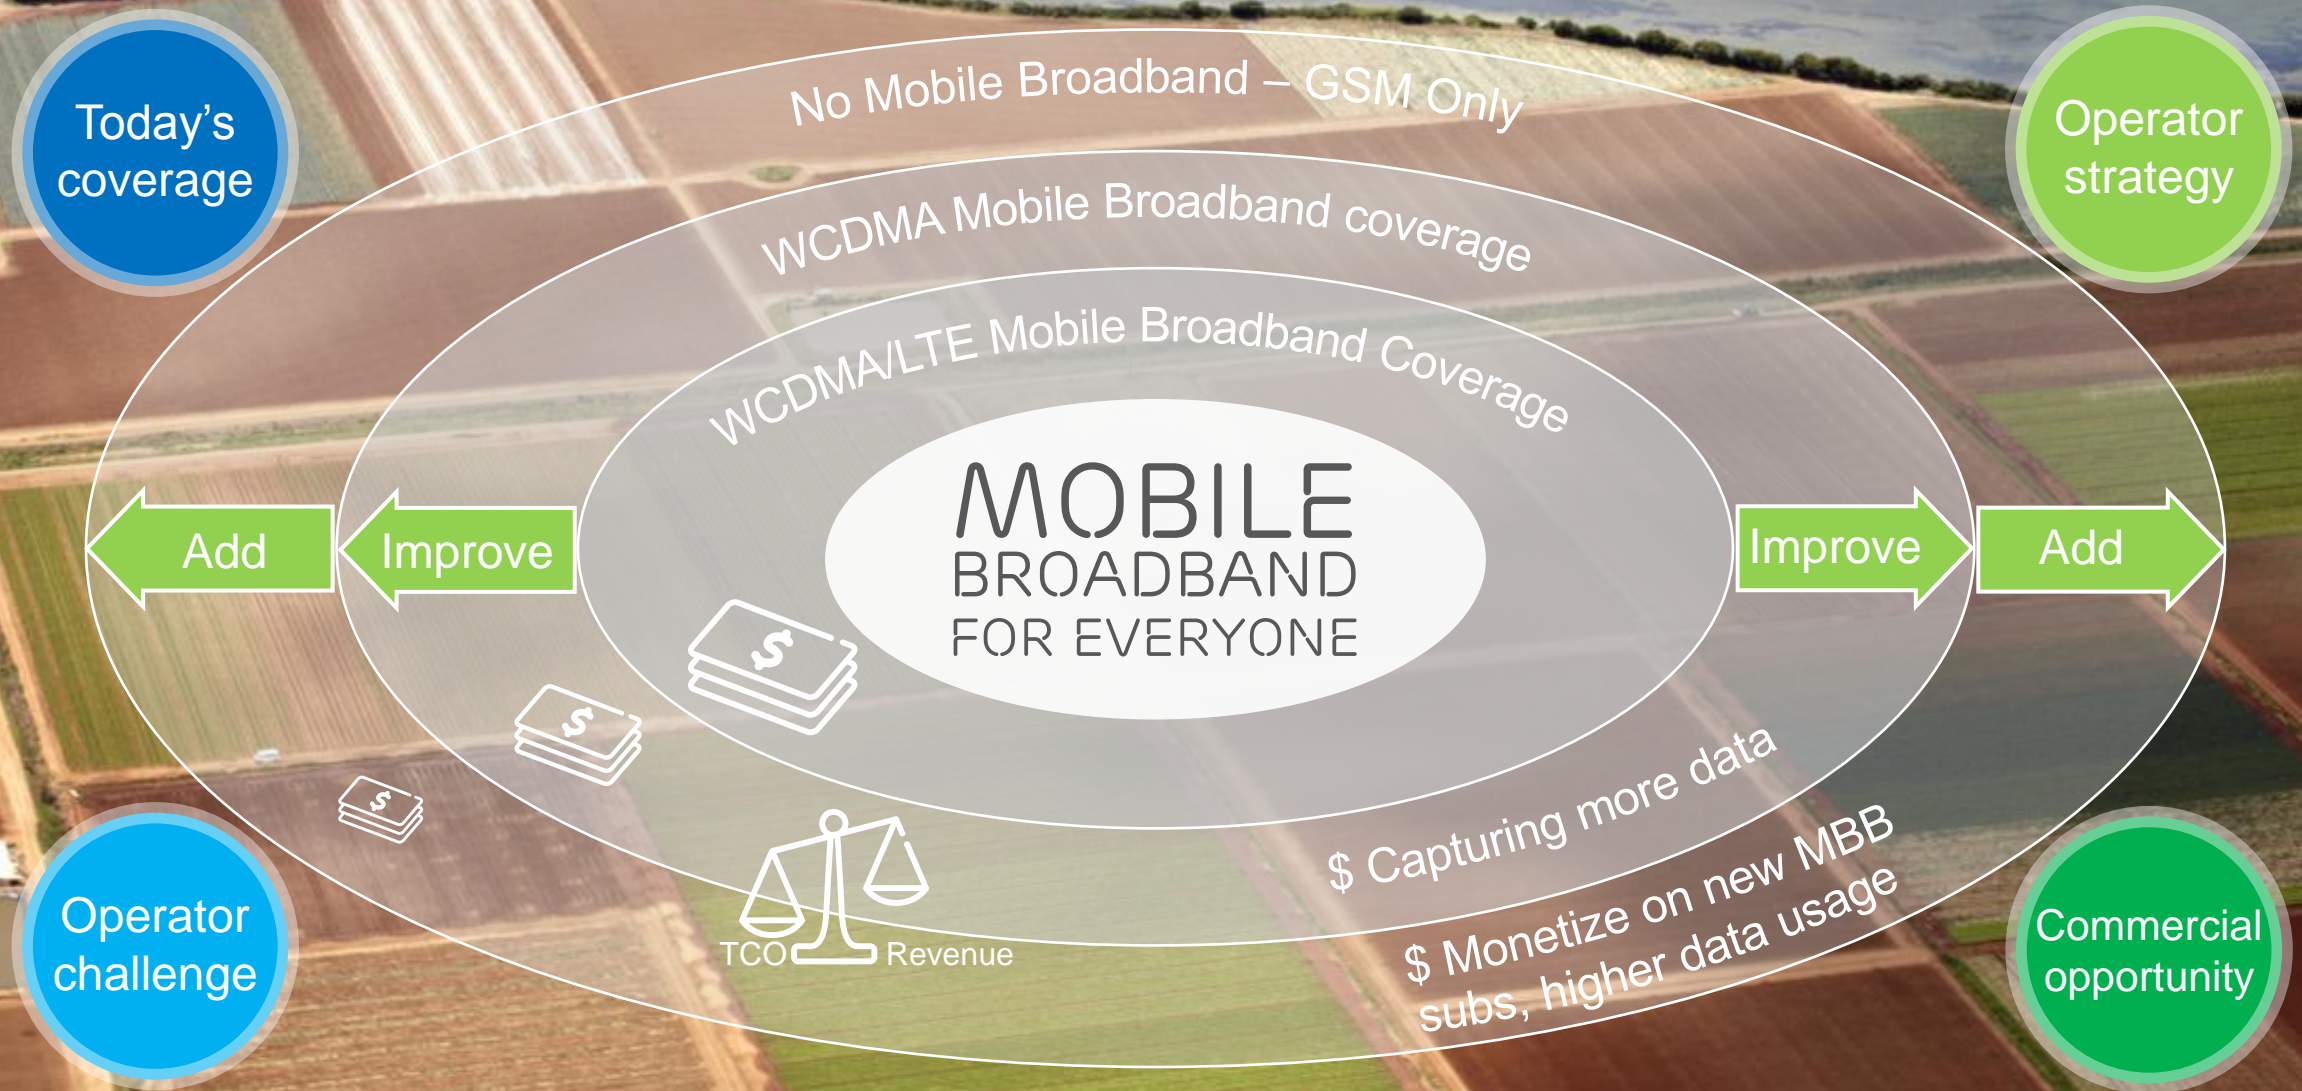 Today's
coverage
Operator
strategy
No Mobile Broadband – GSM Only
WCDMA Mobile Broadband coverage
WCDMA/LTE Mobile Broadband Coverage
MOBILE
BROADBAND
FOR EVERYONE
Add
Improve
Improve
Add
$
$
$
$ Capturing more data
$ Monetize on new MBB
subs, higher data usage
TCO
Revenue
Operator
challenge
Commercial
opportunity